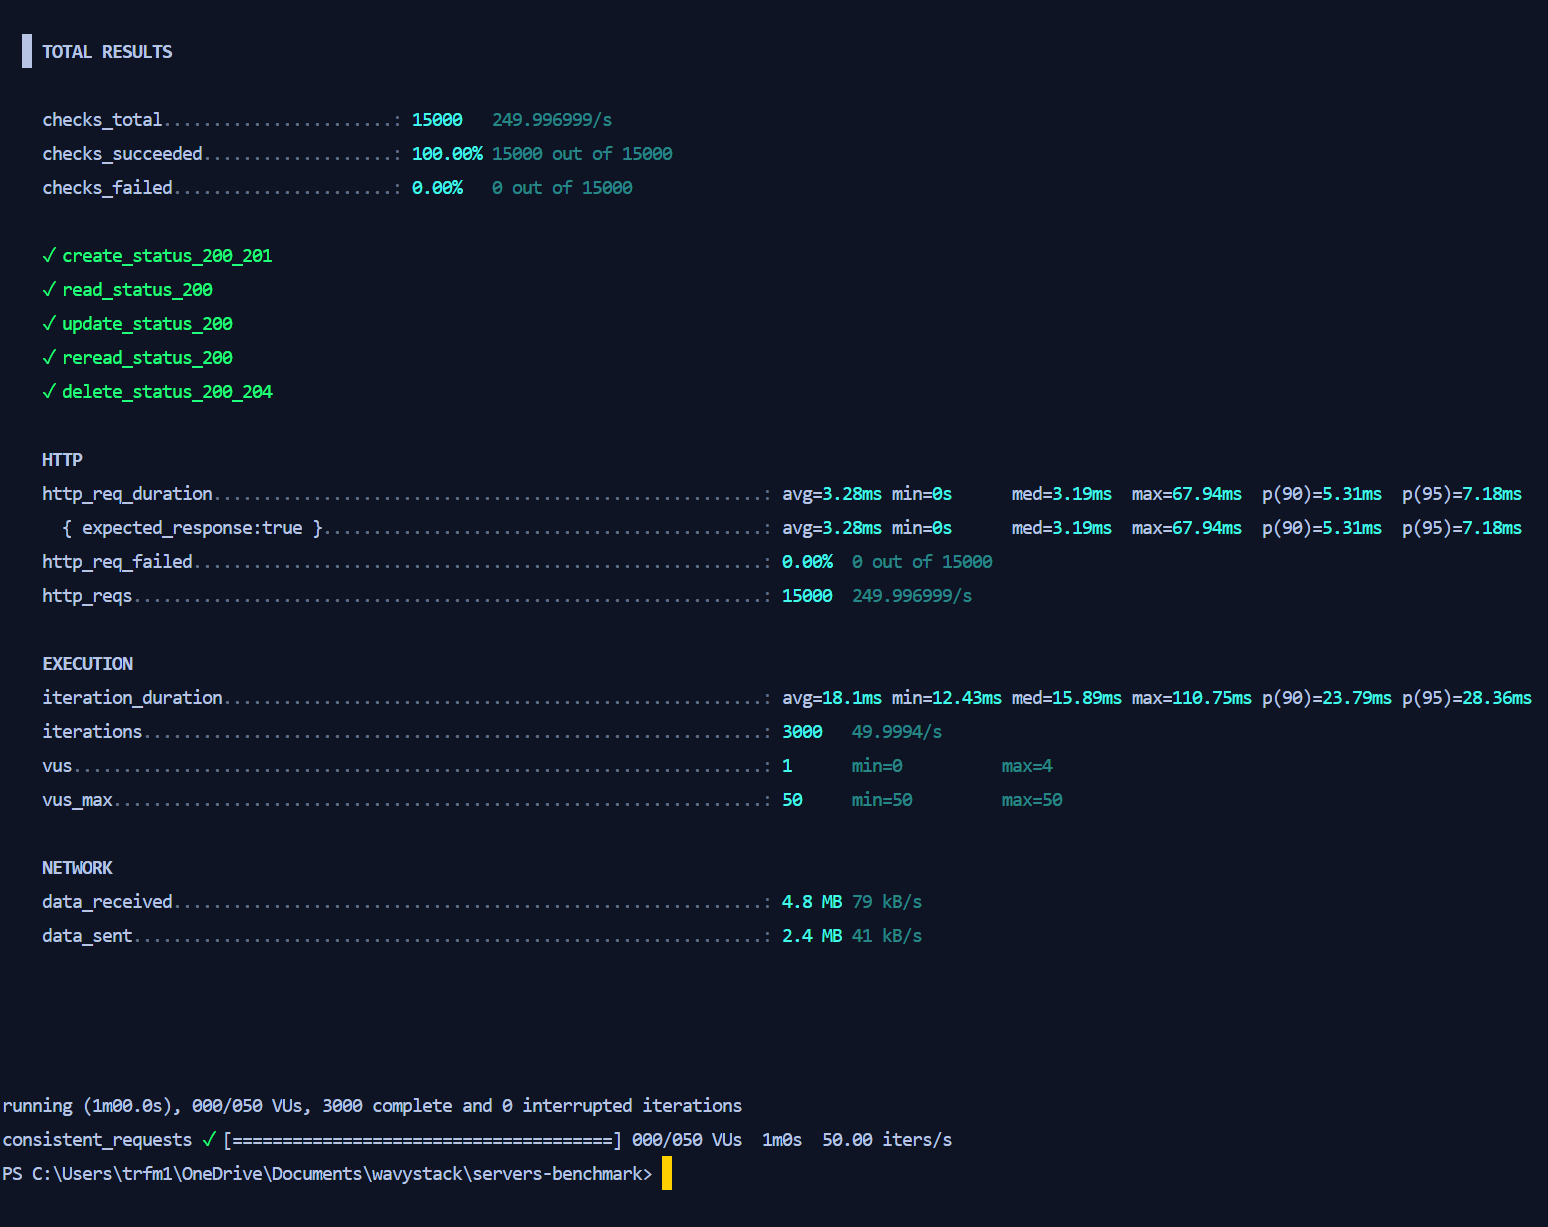 TOTAL RESULTS
checks_total.......................: 15000 249.996999/s
checks_succeeded...................: 100.00% 15000 out of 15000
checks_failed......................: 0.00% 0 out of 15000
✓ create_status_200_201
✓ read_status_200
✓ update_status_200
✓ reread_status_200
✓ delete_status_200_204
HTTP
http_req_duration.......................................................: avg=3.28ms min=0s med=3.19ms max=67.94ms p(90)=5.31ms p(95)=7.18ms
{ expected_response:true }............................................: avg=3.28ms min=0s med=3.19ms max=67.94ms p(90)=5.31ms p(95)=7.18ms
http_req_failed.........................................................: 0.00% 0 out of 15000
http_reqs...............................................................: 15000 249.996999/s
EXECUTION
iteration_duration......................................................: avg=18.1ms min=12.43ms med=15.89ms max=110.75ms p(90)=23.79ms p(95)=28.36ms
iterations..............................................................: 3000 49.9994/s
vus.....................................................................: 1 min=0 max=4
vus_max.................................................................: 50 min=50 max=50
NETWORK
data_received...........................................................: 4.8 MB 79 kB/s
data_sent...............................................................: 2.4 MB 41 kB/s
running (1m00.0s), 000/050 VUs, 3000 complete and 0 interrupted iterations
consistent_requests ✓ [======================================] 000/050 VUs 1m0s 50.00 iters/s
PS C:\Users\trfm1\OneDrive\Documents\wavystack\servers-benchmark>